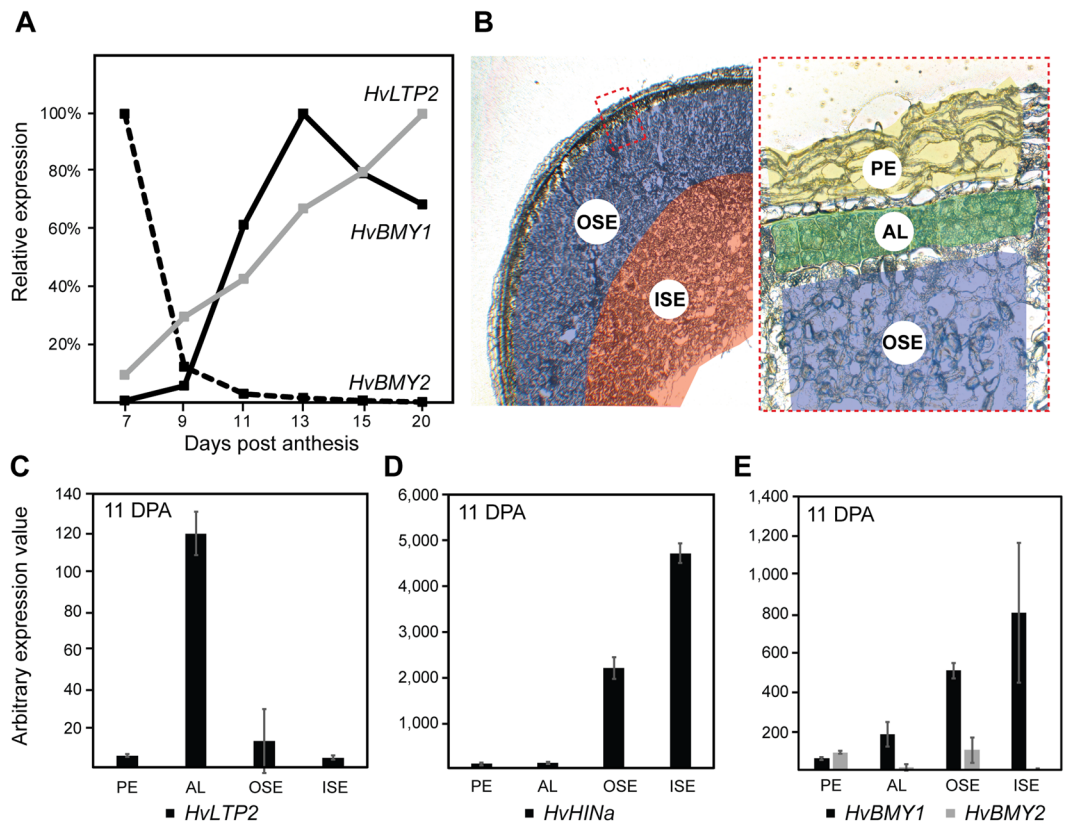 A
B
HvLTP2
HvBMY1
HvBMY2
Relative expression
100%
80%
60%
40%
20%
7 9 11 13 15 20
Days post anthesis
OSE
ISE
PE
AL
OSE
C
D
E
Arbitrary expression value
11 DPA
140
120
100
80
60
40
20
PE AL OSE ISE
HvLTP2
11 DPA
6,000
5,000
4,000
3,000
2,000
1,000
PE AL OSE ISE
HvHINa
11 DPA
1,400
1,200
1,000
800
600
400
200
PE AL OSE ISE
HvBMY1 HvBMY2